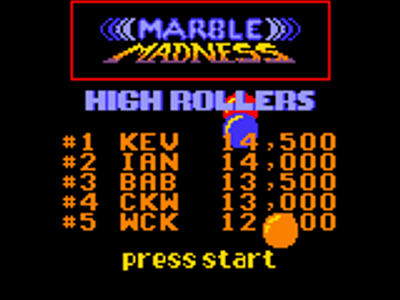 MARBLE
MADNESS
HIGH ROLLERS
#1 KEV 14,500
#2 IAN 14,000
#3 BAB 13,500
#4 CKW 13,000
#5 WCK 12 00
press start